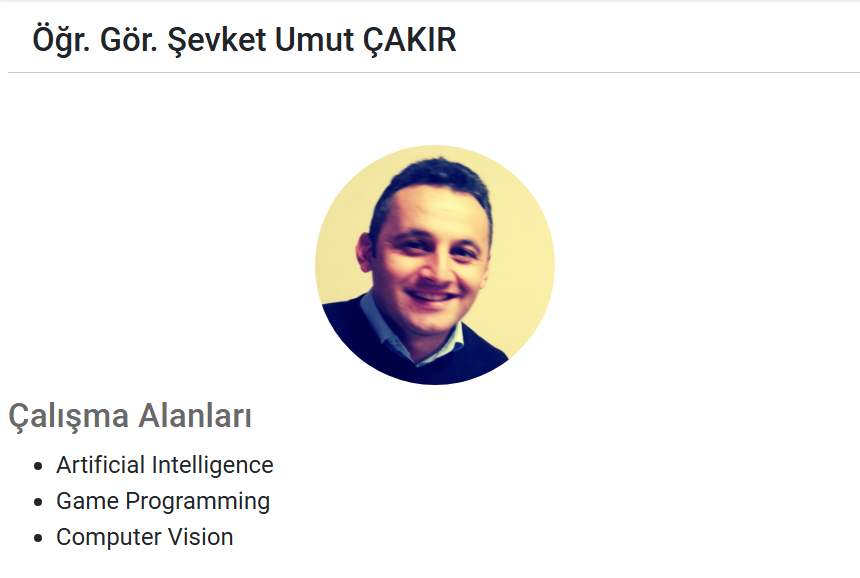 Öğr. Gör. Şevket Umut ÇAKIR
Çalışma Alanları
Artificial Intelligence
Game Programming
Computer Vision